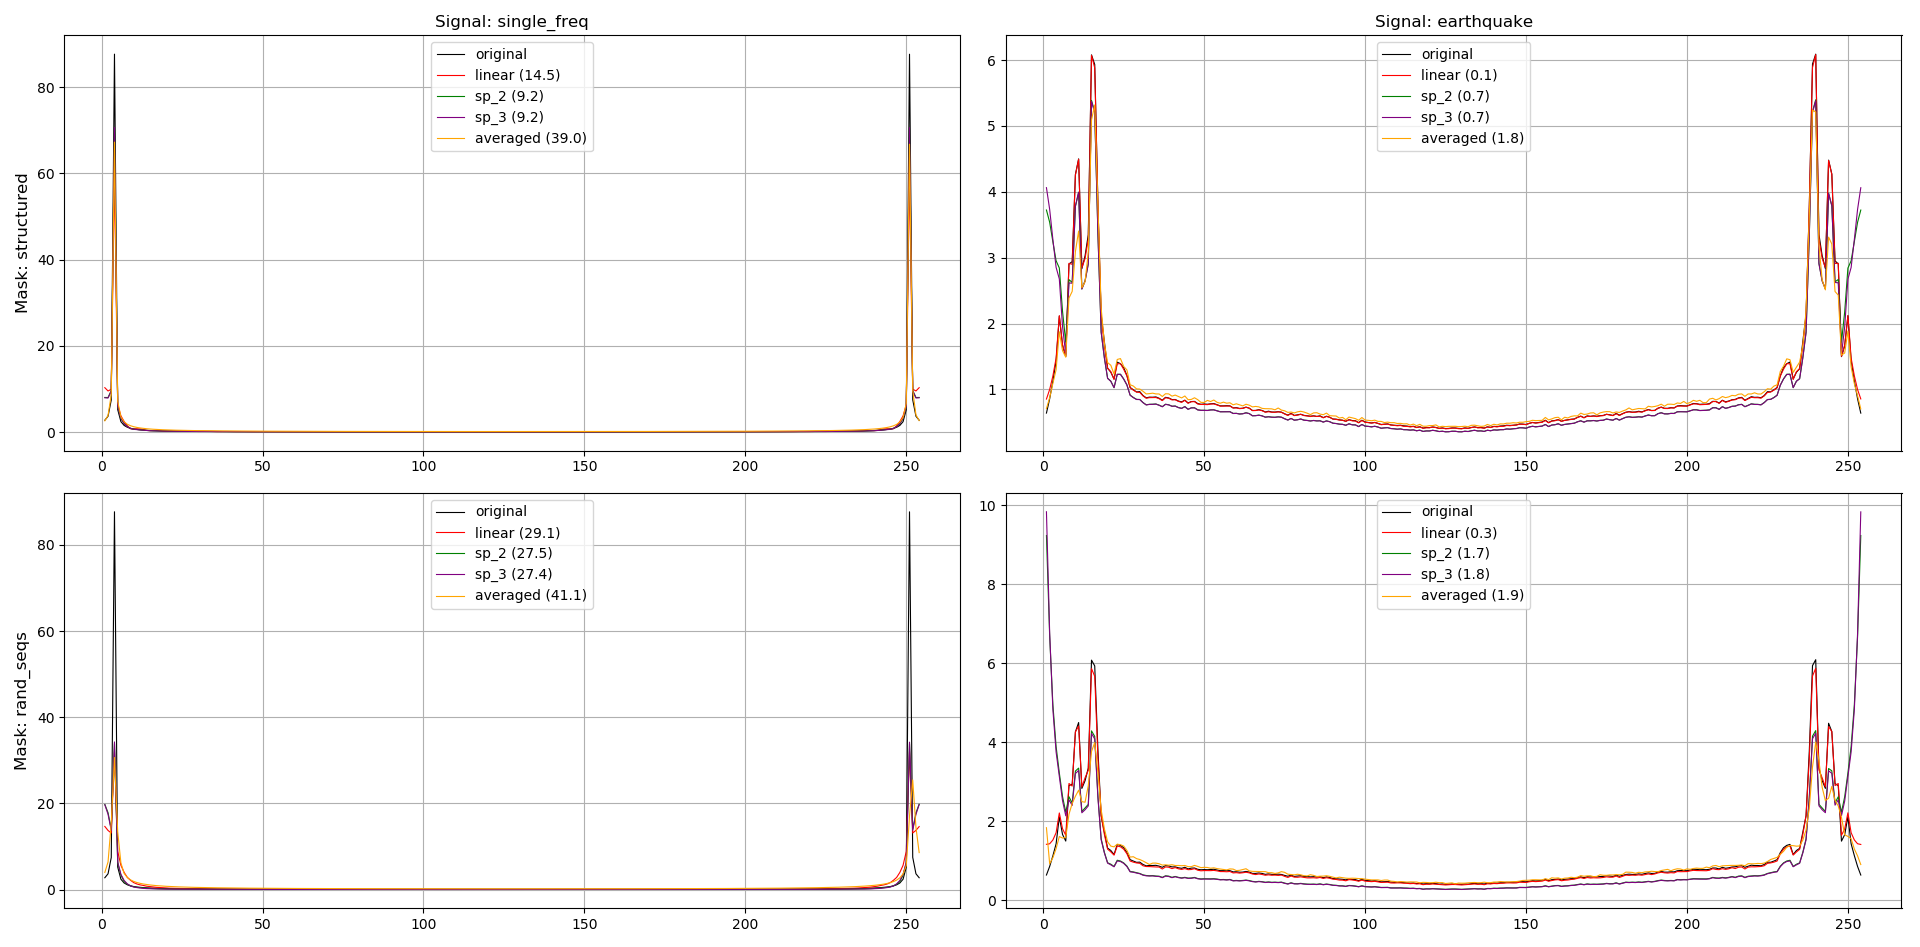 Signal: single_freq
Mask: structured
80
60
40
20
0
0 50 100 150 200 250
original
linear (14.5)
sp_2 (9.2)
sp_3 (9.2)
averaged (39.0)
Signal: earthquake
6
5
4
3
2
1
0 50 100 150 200 250
original
linear (0.1)
sp_2 (0.7)
sp_3 (0.7)
averaged (1.8)
Mask: rand_seqs
80
60
40
20
0
0 50 100 150 200 250
original
linear (29.1)
sp_2 (27.5)
sp_3 (27.4)
averaged (41.1)
10
8
6
4
2
0
0 50 100 150 200 250
original
linear (0.3)
sp_2 (1.7)
sp_3 (1.8)
averaged (1.9)